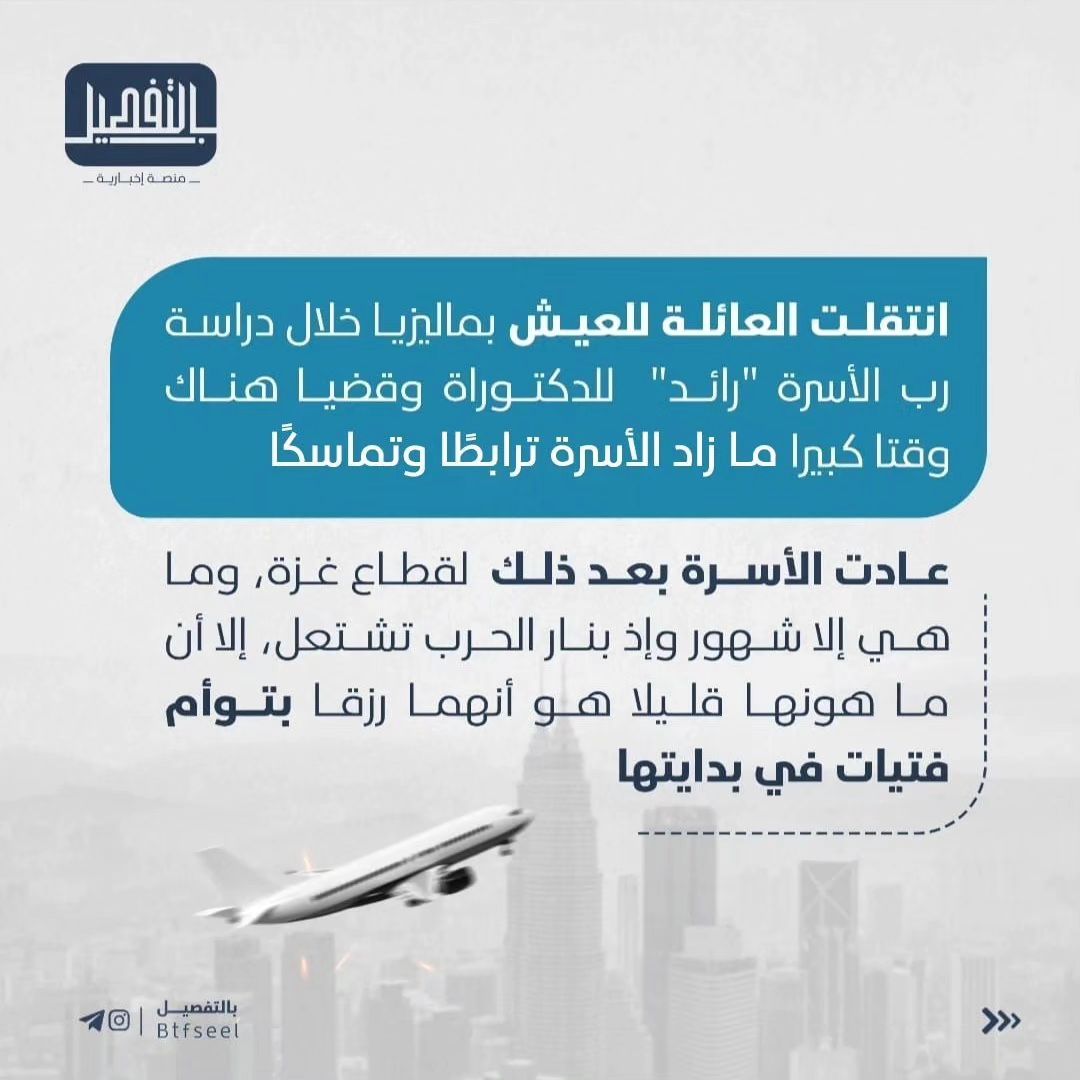 بالتفصيل
منصة إخبارية
انتقلت العائلة للعيش بماليزيا خلال دراسة
رب الأسرة "رائد" للدكتوراة وقضيا هناك
وقتا كبيرا ما زاد الأسرة ترابطًا وتماسكًا
عادت الأسرة بعد ذلك لقطاع غزة، وما
هي إلا شهور وإذ بنار الحرب تشتعل، إلا أن
ما هونها قليلا هو أنهما رزقا بتوأم
فتيات في بدايتها
بالتفصيل
Btfseel